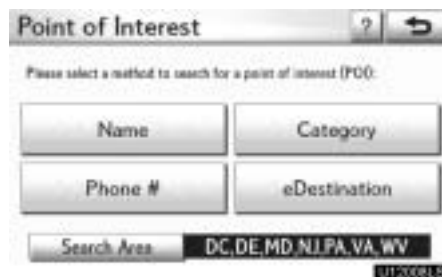 Point of Interest ?
Please select a method to search for a point of interest (POI):
Name Category
Phone # eDestination
Search Area DC,DE,MD,NJ,PA,VA,WV